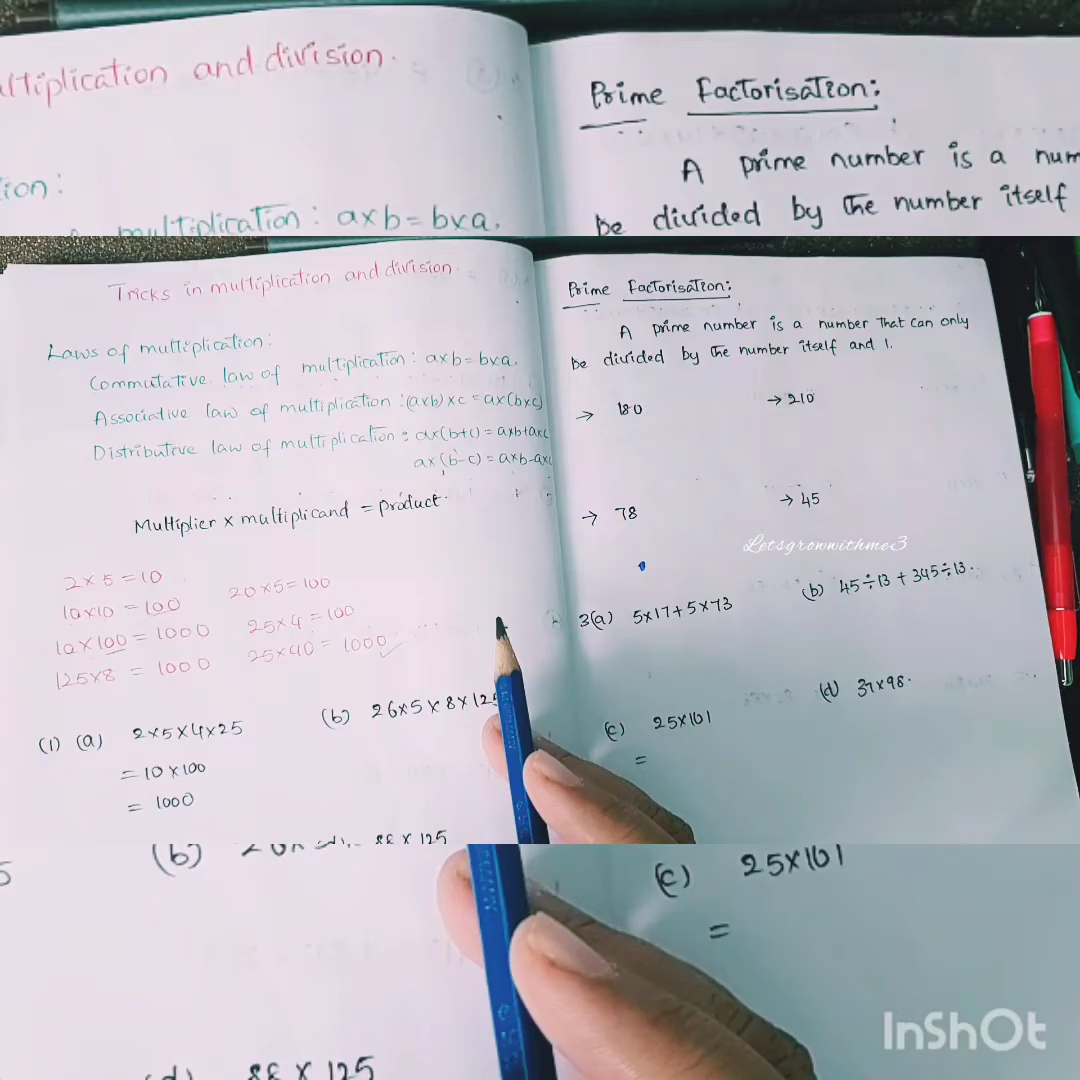 ltiplication and division.
ion:
multiplication: a×b = b×a.
Prime Factorisation:
A prime number is a num
be divided by the number itself
Tricks in multiplication and division.
Laws of multiplication:
Commutative law of multiplication: a×b = b×a.
Associative law of multiplication: (a×b)×c = a×(b×c)
Distributive law of multiplication: a×(b+c) = a×b+a×c
a×(b-c) = a×b-a×c
Multiplier × multiplicand = product.
2×5 = 10
10×10 = 100
10×100 = 1000
125×8 = 1000
20×5 = 100
25×4 = 100
25×40 = 1000
(1) (a) 2×5×4×25
= 10×100
= 1000
(b) 26×5×8×125
88×125
Prime Factorisation:
A prime number is a number that can only
be divided by the number itself and 1.
→ 180 → 210
→ 78 → 45
Letsgrowwithme3
3(a) 5×17+5×73 (b) 45÷13 + 345÷13.
(c) 25×101 (d) 37×98.
=
5
(b)
(d) 88×125
(c) 25×101
=
InShOt